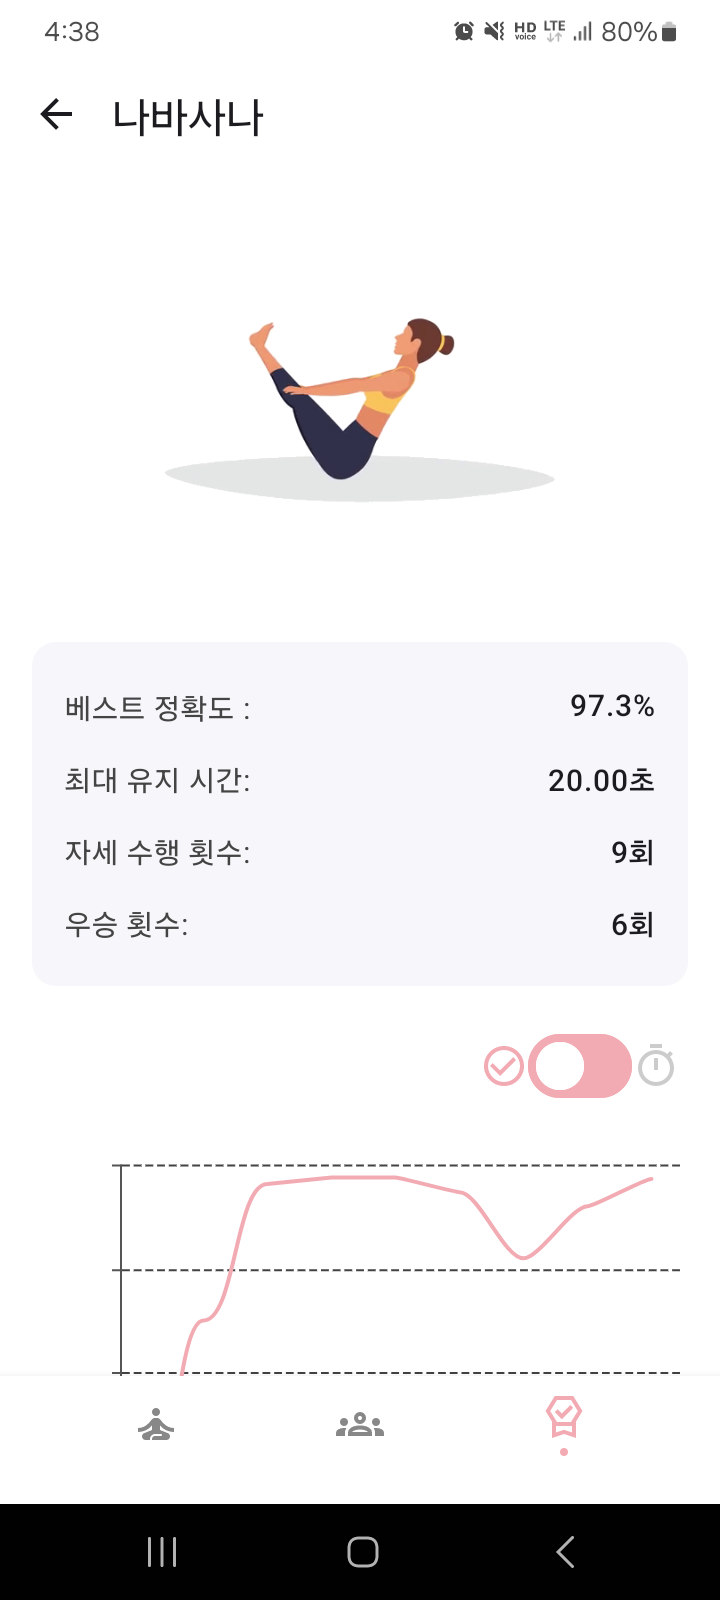 4:38 HD voice LTE 80%
나바사나
베스트 정확도 : 97.3%
최대 유지 시간: 20.00초
자세 수행 횟수: 9회
우승 횟수: 6회